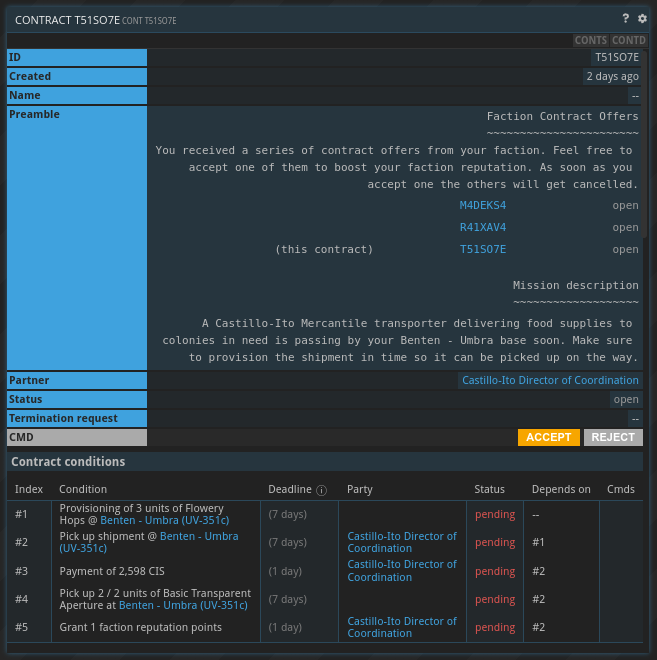 CONTRACT T51SO7E CONT T51SO7E
?
CONTS CONTD
ID T51SO7E
Created 2 days ago
Name --
Preamble Faction Contract Offers
~~~~~~~~~~~~~~~~~~~~~~~
You received a series of contract offers from your faction. Feel free to
accept one of them to boost your faction reputation. As soon as you
accept one the others will get cancelled.
M4DEKS4 open
R41XAV4 open
(this contract) T51SO7E open
Mission description
~~~~~~~~~~~~~~~~~~~
A Castillo-Ito Mercantile transporter delivering food supplies to
colonies in need is passing by your Benten - Umbra base soon. Make sure
to provision the shipment in time so it can be picked up on the way.
Partner Castillo-Ito Director of Coordination
Status open
Termination request --
CMD ACCEPT REJECT
Contract conditions
Index Condition Deadline ⓘ Party Status Depends on Cmds
#1 Provisioning of 3 units of Flowery
Hops @ Benten - Umbra (UV-351c) (7 days) pending --
#2 Pick up shipment @ Benten - Umbra
(UV-351c) (7 days) Castillo-Ito Director of
Coordination pending #1
#3 Payment of 2,598 CIS (1 day) Castillo-Ito Director of
Coordination pending #2
#4 Pick up 2 / 2 units of Basic Transparent
Aperture at Benten - Umbra (UV-351c) (7 days) pending #2
#5 Grant 1 faction reputation points (1 day) Castillo-Ito Director of
Coordination pending #2